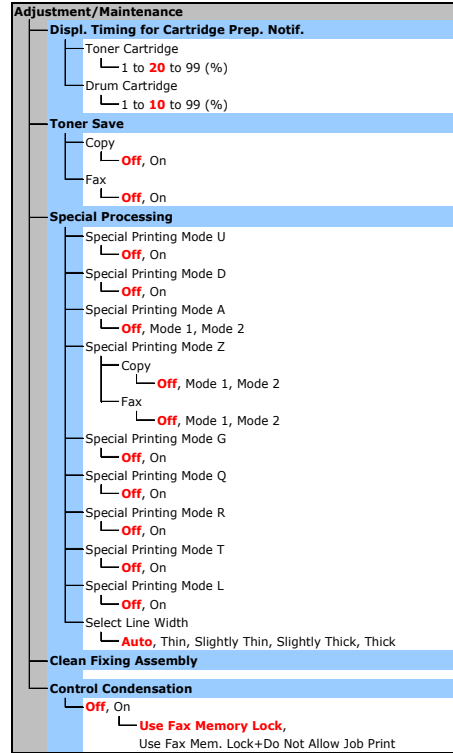 Adjustment/Maintenance
Displ. Timing for Cartridge Prep. Notif.
Toner Cartridge
1 to 20 to 99 (%)
Drum Cartridge
1 to 10 to 99 (%)
Toner Save
Copy
Off, On
Fax
Off, On
Special Processing
Special Printing Mode U
Off, On
Special Printing Mode D
Off, On
Special Printing Mode A
Off, Mode 1, Mode 2
Special Printing Mode Z
Copy
Off, Mode 1, Mode 2
Fax
Off, Mode 1, Mode 2
Special Printing Mode G
Off, On
Special Printing Mode Q
Off, On
Special Printing Mode R
Off, On
Special Printing Mode T
Off, On
Special Printing Mode L
Off, On
Select Line Width
Auto, Thin, Slightly Thin, Slightly Thick, Thick
Clean Fixing Assembly
Control Condensation
Off, On
Use Fax Memory Lock,
Use Fax Mem. Lock+Do Not Allow Job Print